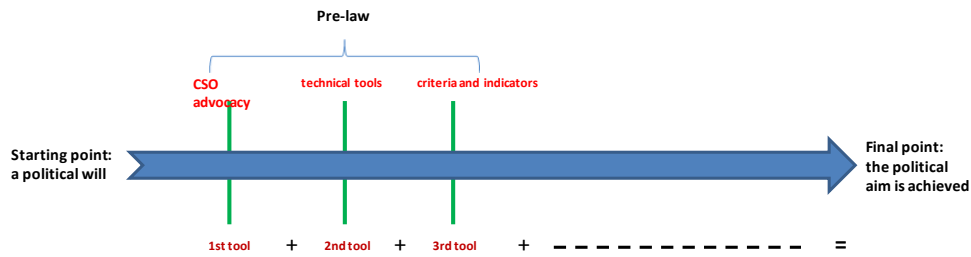 Pre-law
CSO
advocacy
technical tools
criteria and indicators
Starting point:
a political will
Final point:
the political
aim is achieved
1st tool + 2nd tool + 3rd tool + _ _ _ _ _ _ _ _ _ _ _ =